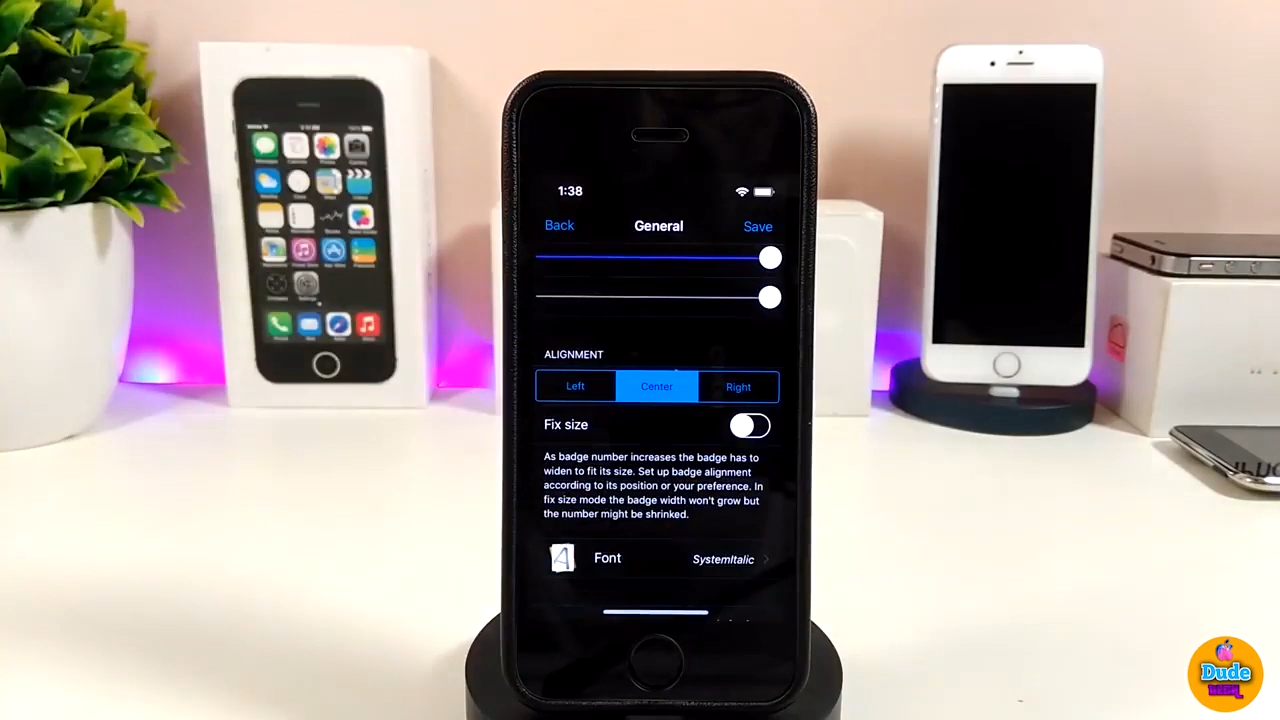 1:38
Back General Save
ALIGNMENT
Left Center Right
Fix size
As badge number increases the badge has to
widen to fit its size. Set up badge alignment
according to its position or your preference. In
fix size mode the badge width won't grow but
the number might be shrinked.
Font SystemItalic
Dude